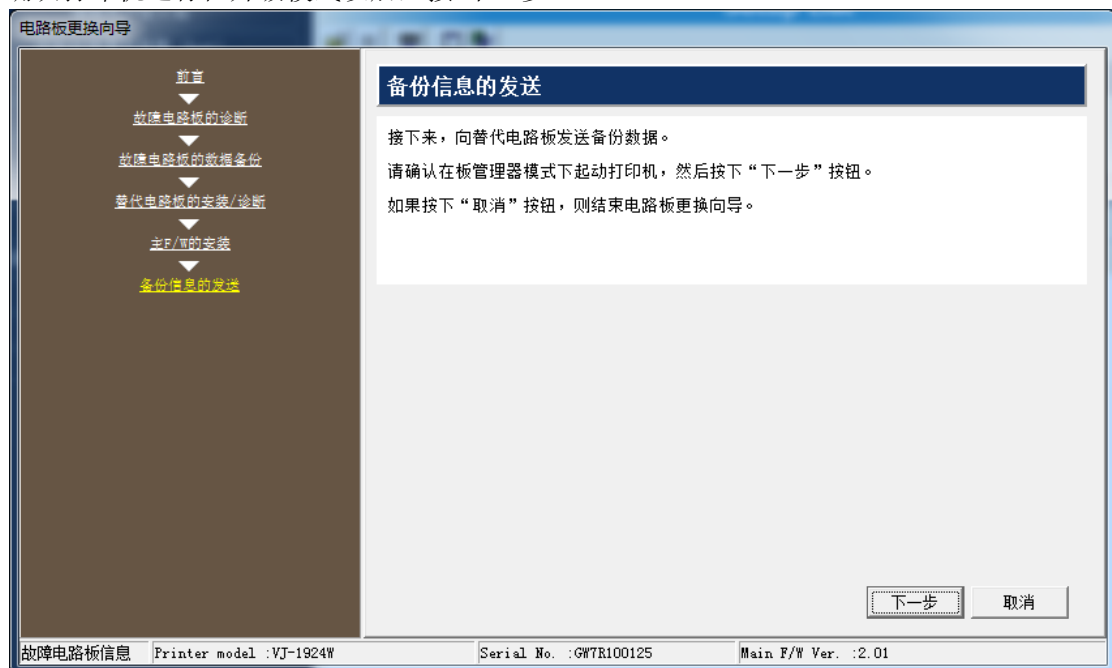 电路板更换向导
前言
故障电路板的诊断
故障电路板的数据备份
替代电路板的安装/诊断
主F/W的安装
备份信息的发送
备份信息的发送
接下来，向替代电路板发送备份数据。
请确认在板管理器模式下起动打印机，然后按下“下一步”按钮。
如果按下“取消”按钮，则结束电路板更换向导。
下一步
取消
故障电路板信息
Printer model :VJ-1924W
Serial No. :GW7R100125
Main F/W Ver. :2.01